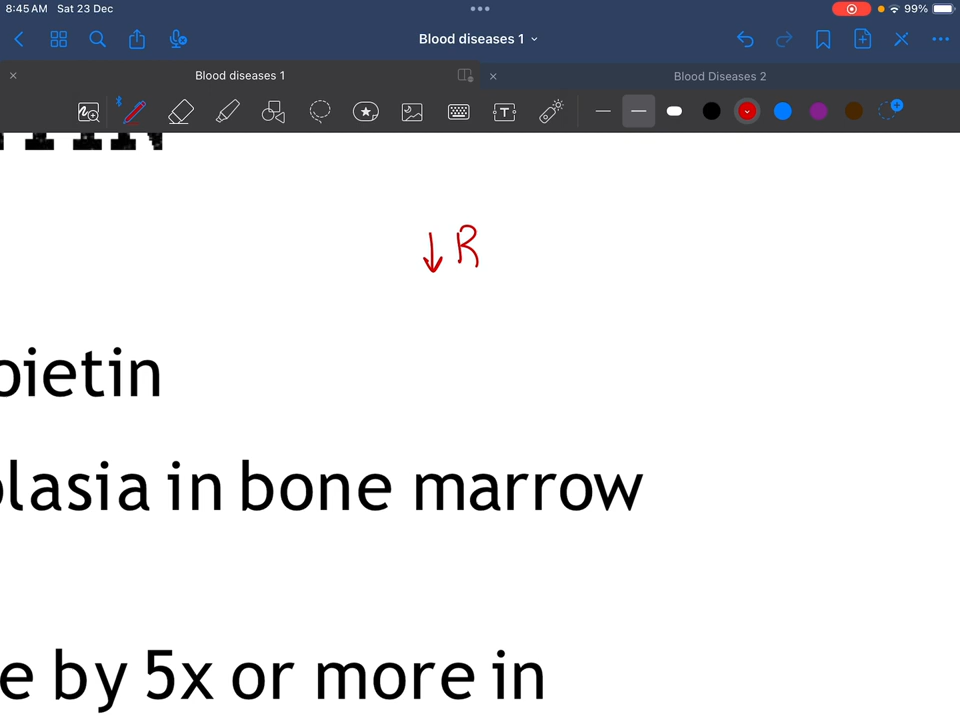 8:45 AM Sat 23 Dec 99%
Blood diseases 1
Blood diseases 1 Blood Diseases 2
↓ R
oietin
lasia in bone marrow
e by 5x or more in